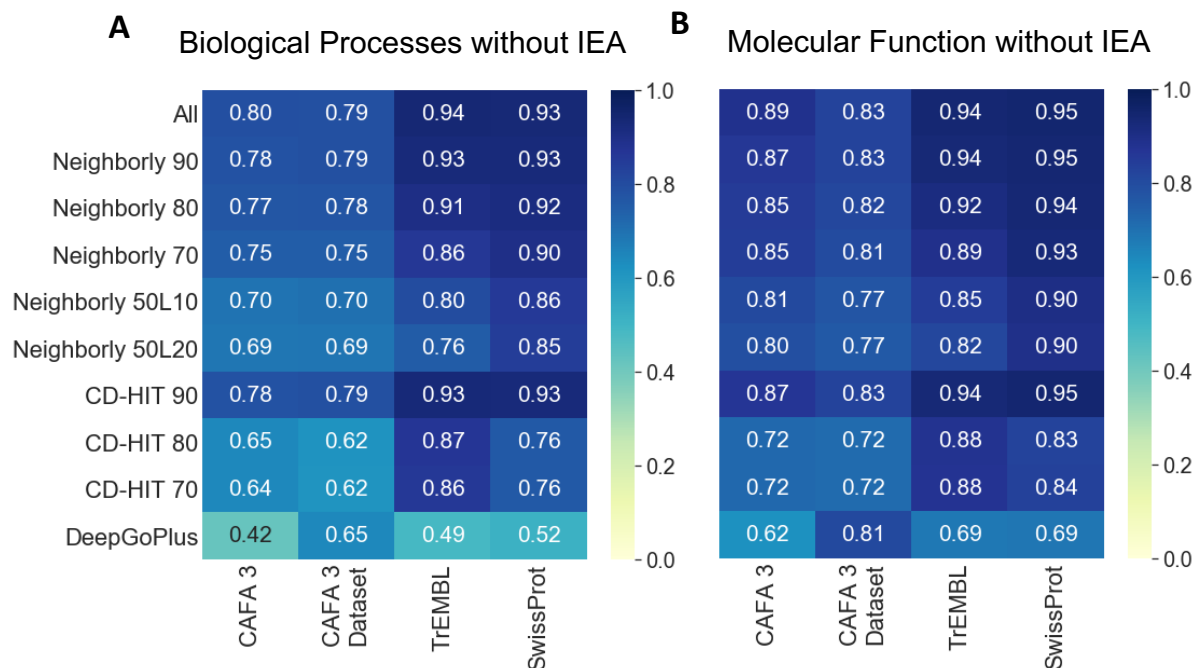 A Biological Processes without IEA
B Molecular Function without IEA
All 0.80 0.79 0.94 0.93
Neighborly 90 0.78 0.79 0.93 0.93
Neighborly 80 0.77 0.78 0.91 0.92
Neighborly 70 0.75 0.75 0.86 0.90
Neighborly 50L10 0.70 0.70 0.80 0.86
Neighborly 50L20 0.69 0.69 0.76 0.85
CD-HIT 90 0.78 0.79 0.93 0.93
CD-HIT 80 0.65 0.62 0.87 0.76
CD-HIT 70 0.64 0.62 0.86 0.76
DeepGoPlus 0.42 0.65 0.49 0.52
CAFA 3
CAFA 3
Dataset
TrEMBL
SwissProt
1.0
0.8
0.6
0.4
0.2
0.0
0.89 0.83 0.94 0.95
0.87 0.83 0.94 0.95
0.85 0.82 0.92 0.94
0.85 0.81 0.89 0.93
0.81 0.77 0.85 0.90
0.80 0.77 0.82 0.90
0.87 0.83 0.94 0.95
0.72 0.72 0.88 0.83
0.72 0.72 0.88 0.84
0.62 0.81 0.69 0.69
CAFA 3
CAFA 3
Dataset
TrEMBL
SwissProt
1.0
0.8
0.6
0.4
0.2
0.0